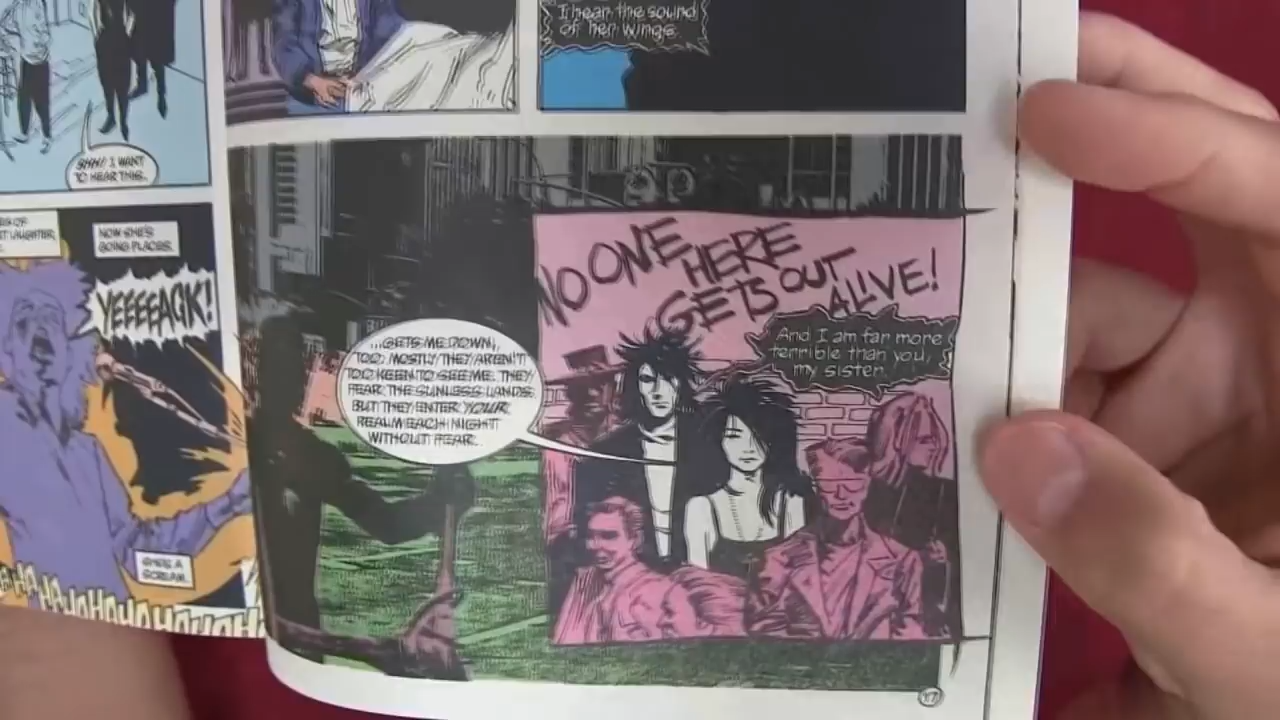 SHH! I WANT
TO HEAR THIS.
NOW SHE'S
GOING PLACES.
YEEEEAGK!
SHE'S A
SCREAM.
HAHAHAHAHAHAH
I hear the sound
of her wings.
NO ONE HERE
GETS OUT
ALIVE!
...GETS ME DOWN,
TOO. MOSTLY THEY AREN'T
TOO KEEN TO SEE ME. THEY
FEAR THE SUNLESS LANDS.
BUT THEY ENTER YOUR
REALM EACH NIGHT
WITHOUT FEAR.
And I am far more
terrible than you,
my sister.
17